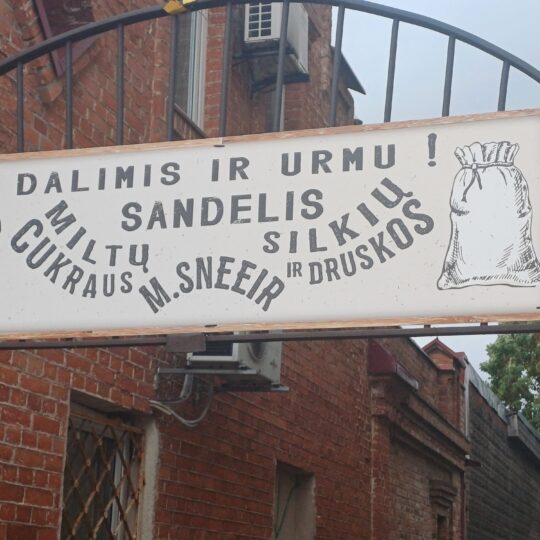 DALIMIS IR URMU !
SANDELIS
MILTŲ
SILKIŲ
CUKRAUS
IR DRUSKOS
M. SNEEIR